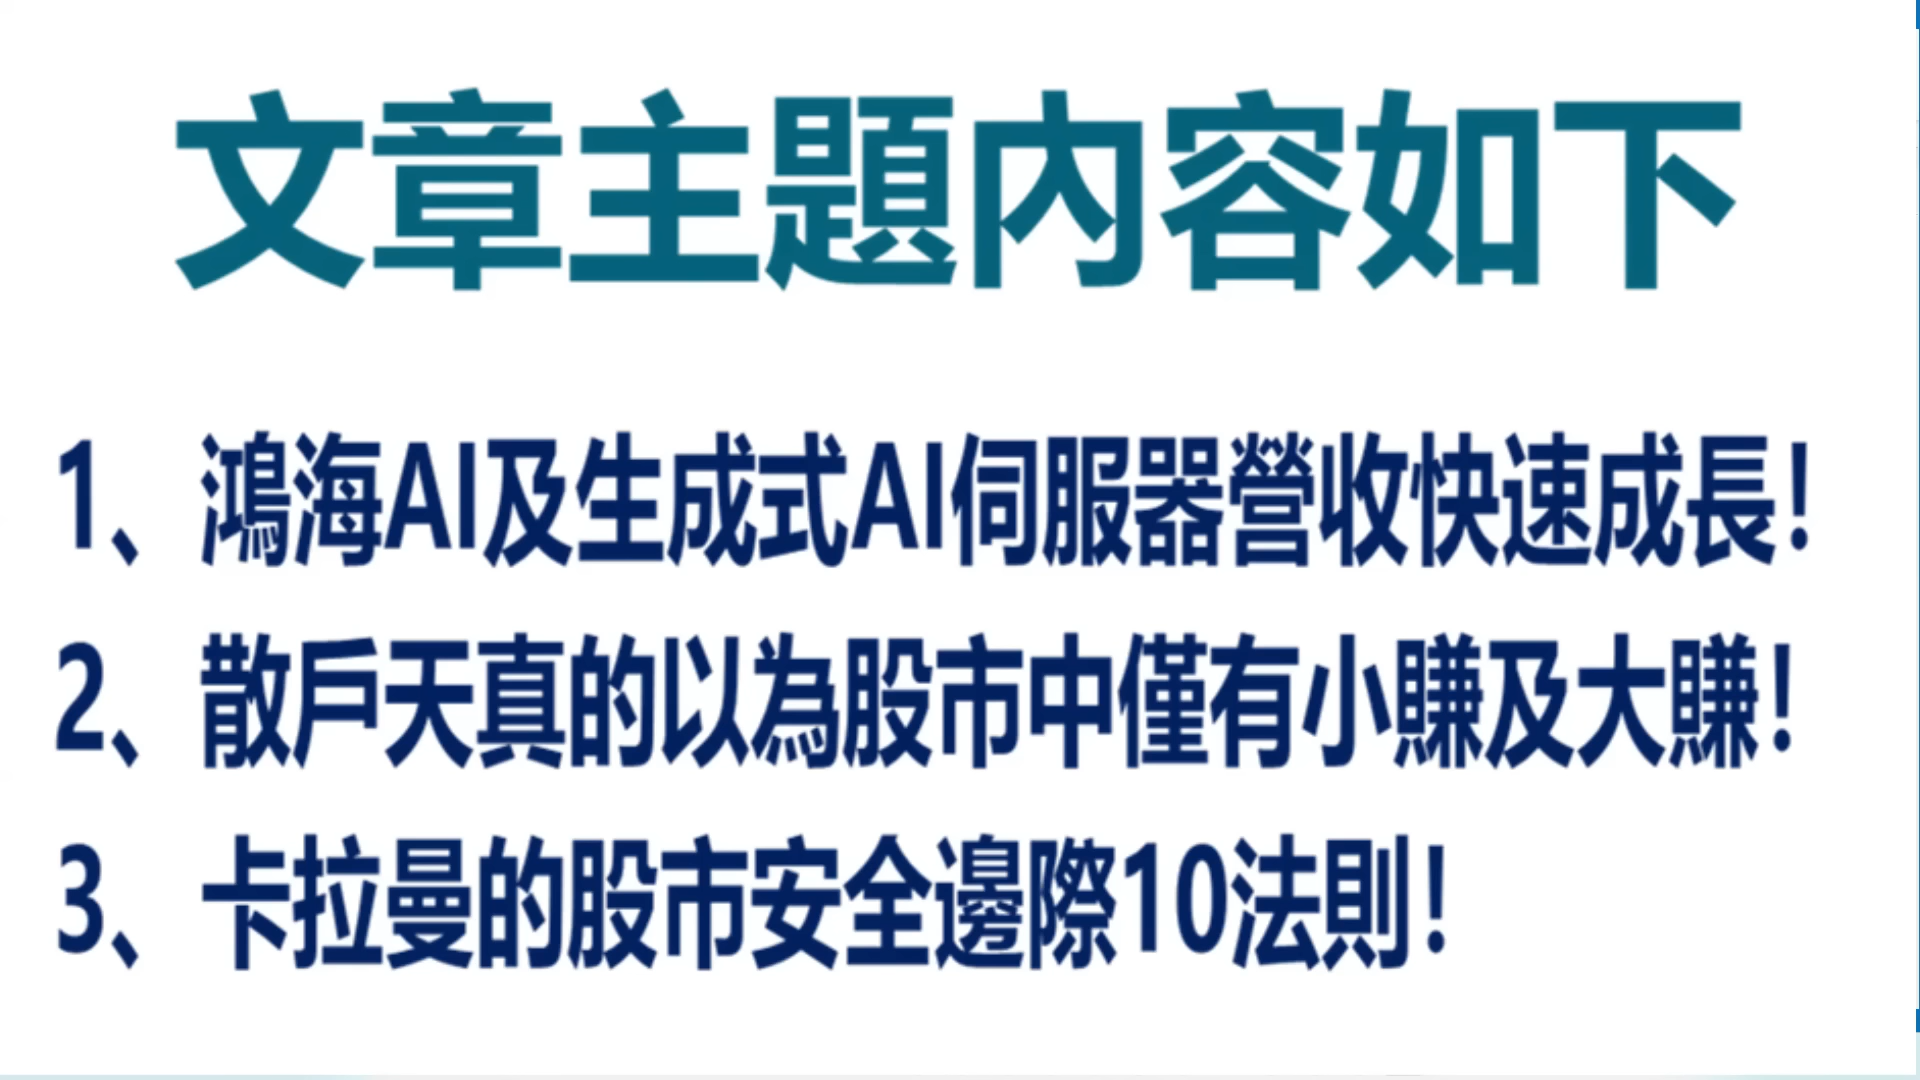 文章主題內容如下
1、鴻海AI及生成式AI伺服器營收快速成長!
2、散戶天真的以為股市中僅有小賺及大賺!
3、卡拉曼的股市安全邊際10法則!